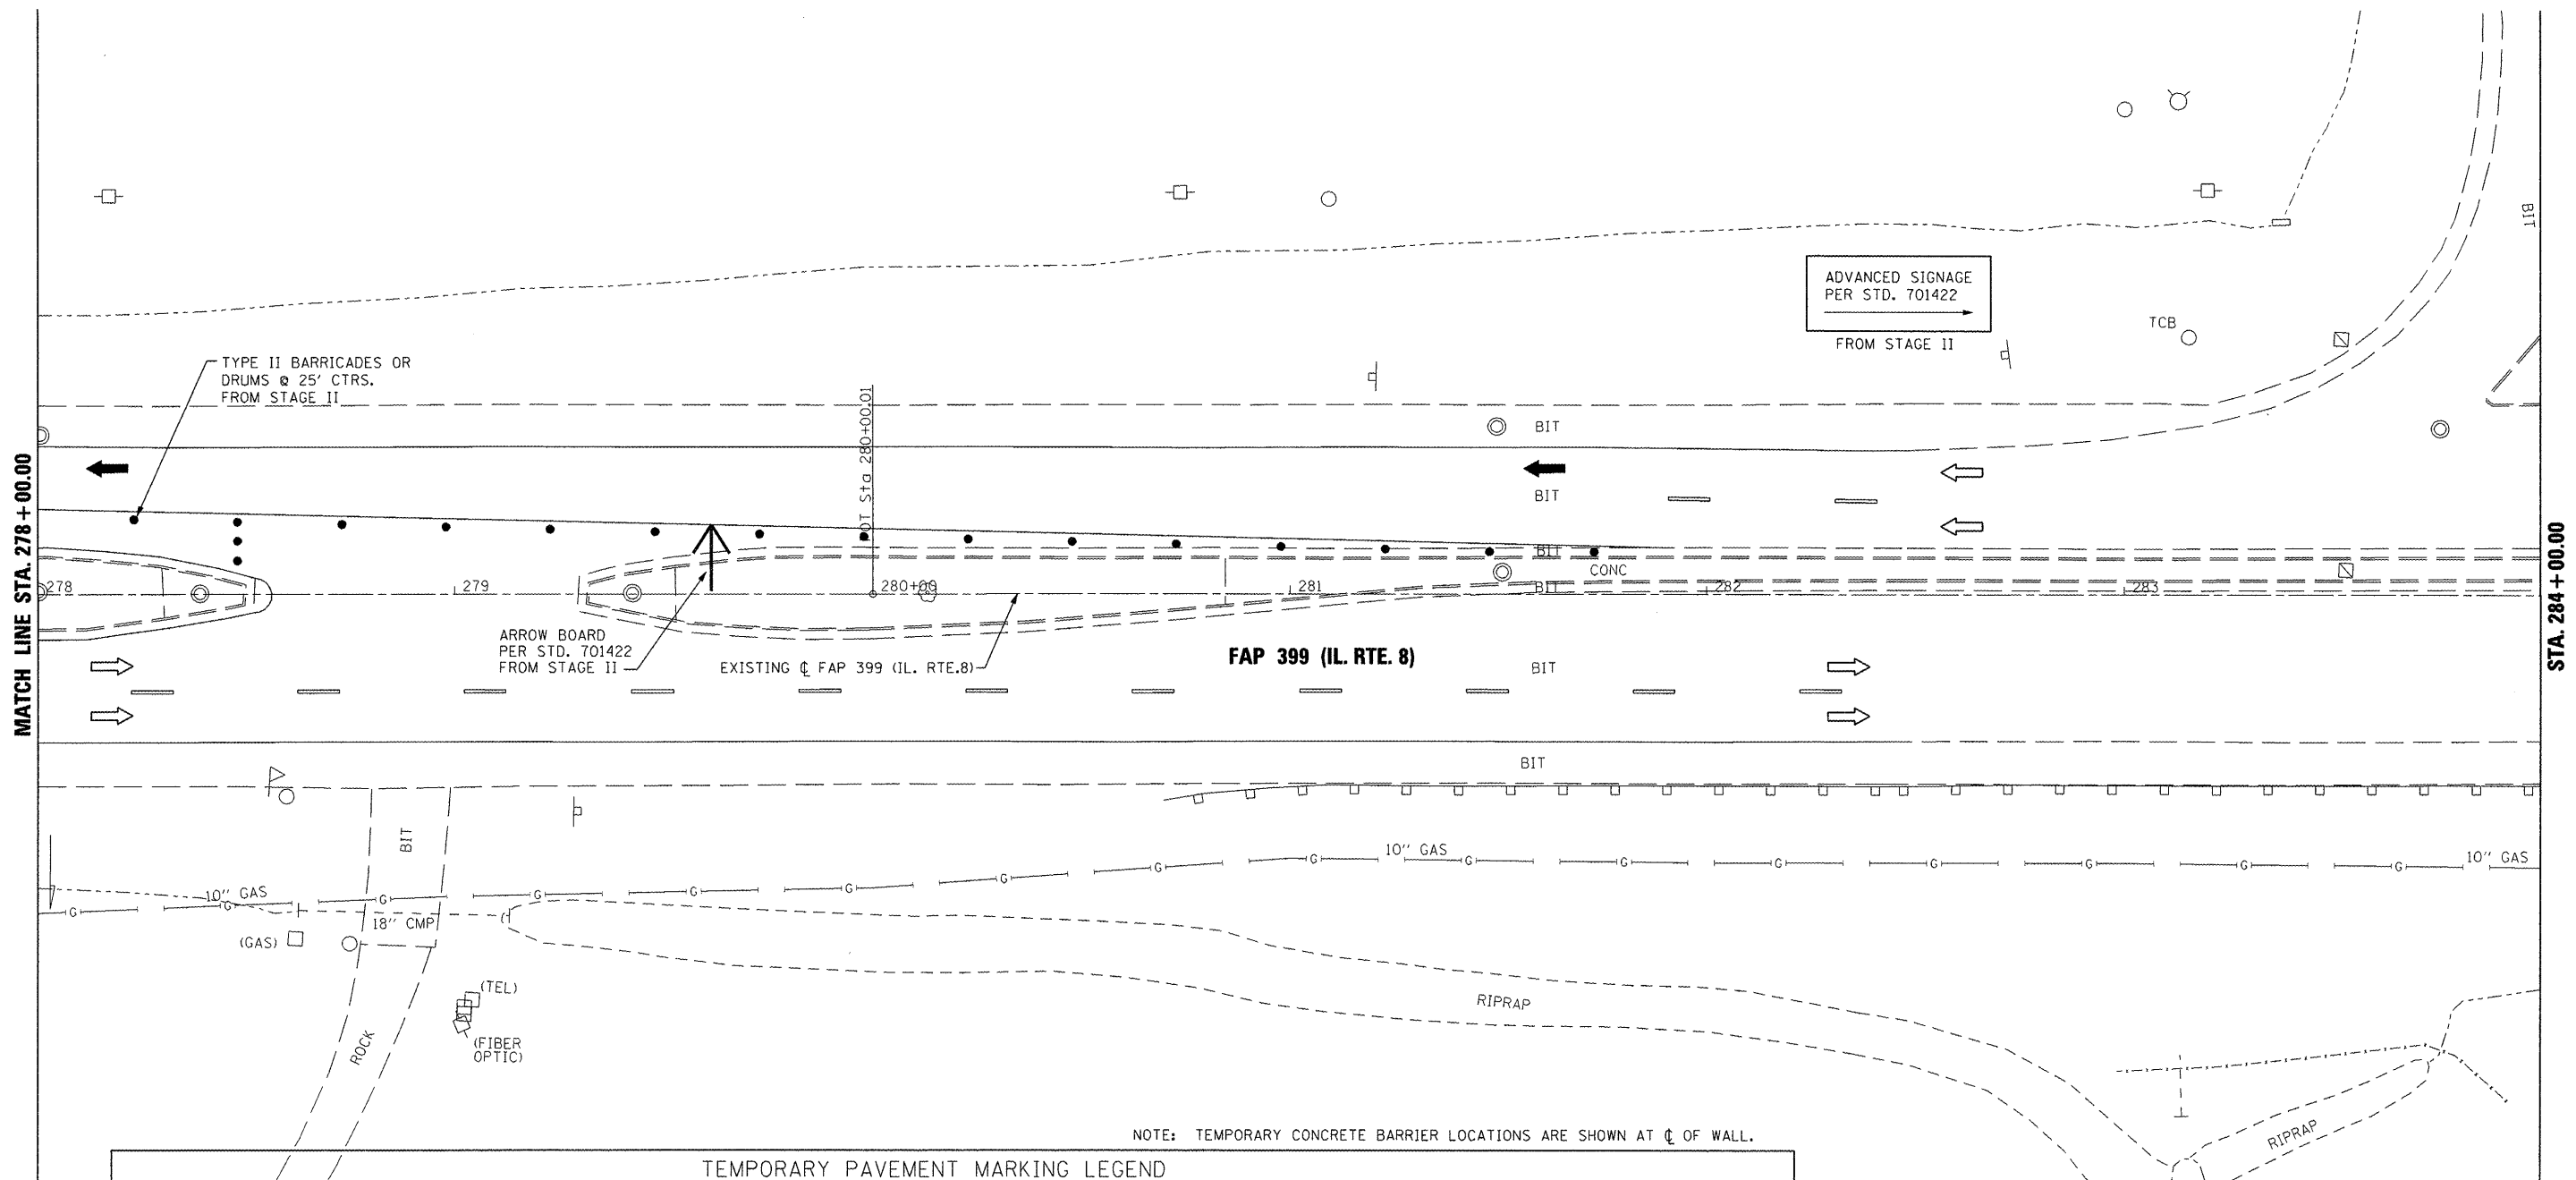 ADVANCED SIGNAGE
PER STD. 701422
FROM STAGE II
BIT
TCB
TYPE II BARRICADES OR
DRUMS @ 25' CTRS.
FROM STAGE II
POT Sta 280+00.01
BIT
BIT
MATCH LINE STA. 278+00.00
STA. 284+00.00
BIT
CONC
BIT
278
279
280+00
281
282
283
ARROW BOARD
PER STD. 701422
FROM STAGE II
EXISTING ℄ FAP 399 (IL. RTE.8)
FAP 399 (IL. RTE. 8)
BIT
BIT
BIT
10'' GAS
10'' GAS
10'' GAS
G G G G G G G G G G G G G G G G
18'' CMP
(GAS)
(TEL)
(FIBER
OPTIC)
ROCK
RIPRAP
RIPRAP
NOTE: TEMPORARY CONCRETE BARRIER LOCATIONS ARE SHOWN AT ℄ OF WALL.
TEMPORARY PAVEMENT MARKING LEGEND